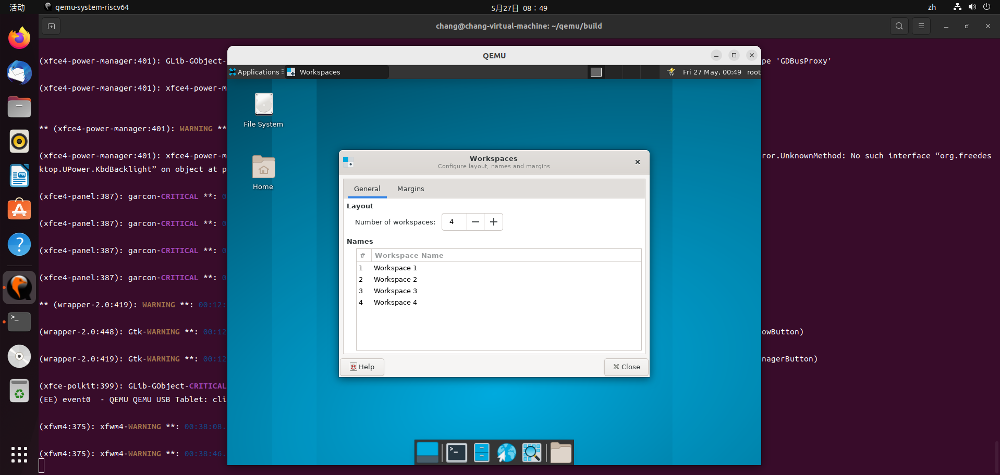 活动
qemu-system-riscv64
5月27日 08：49
zh
chang@chang-virtual-machine: ~/qemu/build
(xfce4-power-manager:401): GLib-GObject-
pe 'GDBusProxy'
(xfce4-power-manager:401): xfce4-power-m
** (xfce4-power-manager:401): WARNING **
(xfce4-power-manager:401): xfce4-power-m
ror.UnknownMethod: No such interface “org.freedes
ktop.UPower.KbdBacklight” on object at p
(xfce4-panel:387): garcon-CRITICAL **: 0
(xfce4-panel:387): garcon-CRITICAL **: 0
(xfce4-panel:387): garcon-CRITICAL **: 0
(xfce4-panel:387): garcon-CRITICAL **: 0
** (wrapper-2.0:419): WARNING **: 00:12:
(wrapper-2.0:448): Gtk-WARNING **: 00:12
owButton)
(wrapper-2.0:419): Gtk-WARNING **: 00:12
nagerButton)
(xfce-polkit:399): GLib-GObject-CRITICAL
(EE) event0  - QEMU QEMU USB Tablet: cli
(xfwm4:375): xfwm4-WARNING **: 00:38:08.
(xfwm4:375): xfwm4-WARNING **: 00:38:46.
QEMU
Applications
Workspaces
Fri 27 May, 00:49
root
File System
Home
Workspaces
Configure layout, names and margins
General
Margins
Layout
Number of workspaces: 4
Names
# Workspace Name
1 Workspace 1
2 Workspace 2
3 Workspace 3
4 Workspace 4
Help
Close